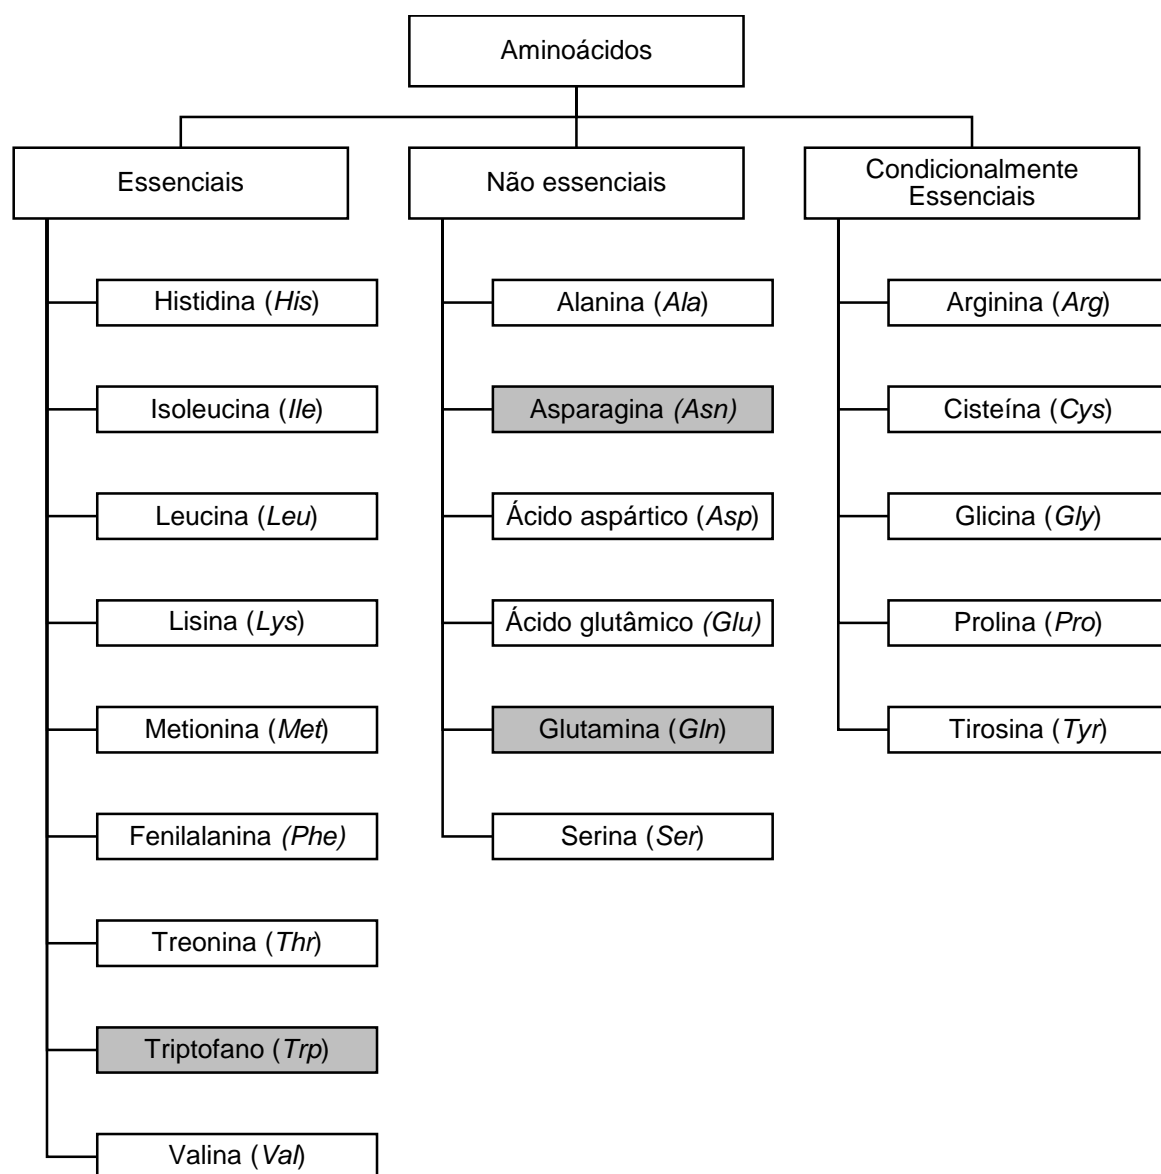 Aminoácidos
Essenciais
Histidina (His)
Isoleucina (Ile)
Leucina (Leu)
Lisina (Lys)
Metionina (Met)
Fenilalanina (Phe)
Treonina (Thr)
Triptofano (Trp)
Valina (Val)
Não essenciais
Alanina (Ala)
Asparagina (Asn)
Ácido aspártico (Asp)
Ácido glutâmico (Glu)
Glutamina (Gln)
Serina (Ser)
Condicionalmente
Essenciais
Arginina (Arg)
Cisteína (Cys)
Glicina (Gly)
Prolina (Pro)
Tirosina (Tyr)